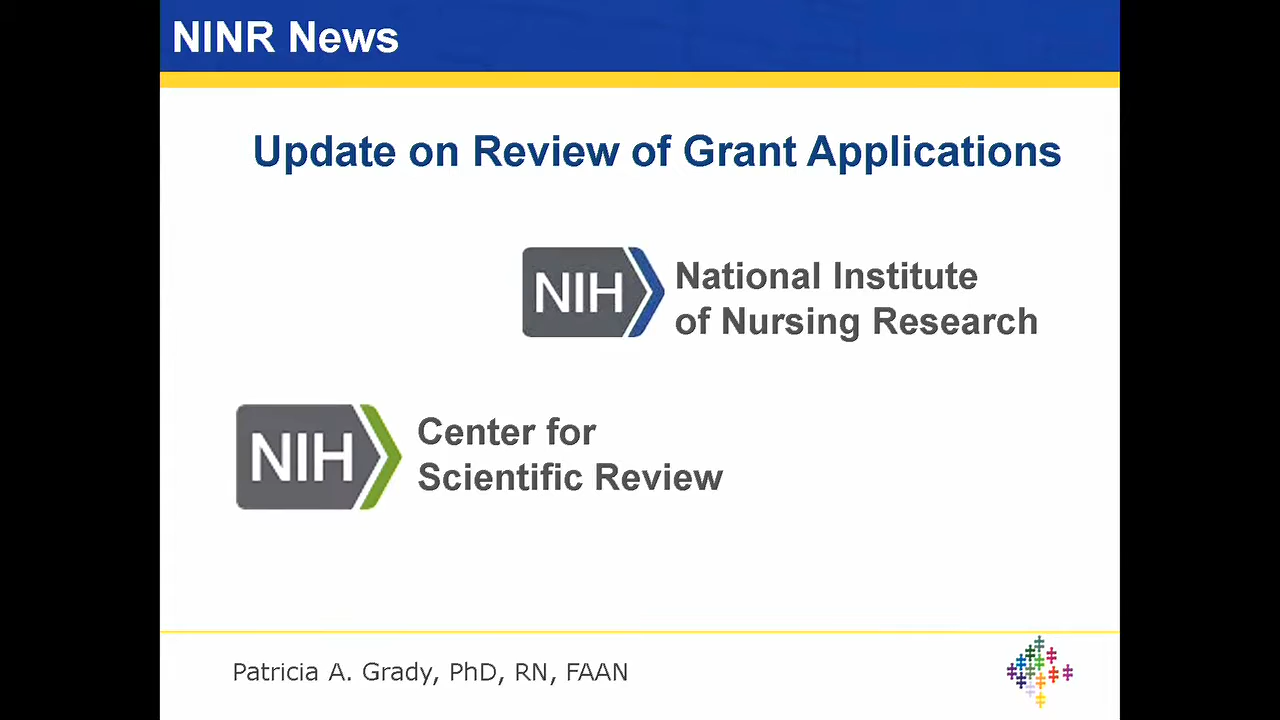 NINR News
Update on Review of Grant Applications
NIH
National Institute
of Nursing Research
NIH
Center for
Scientific Review
Patricia A. Grady, PhD, RN, FAAN